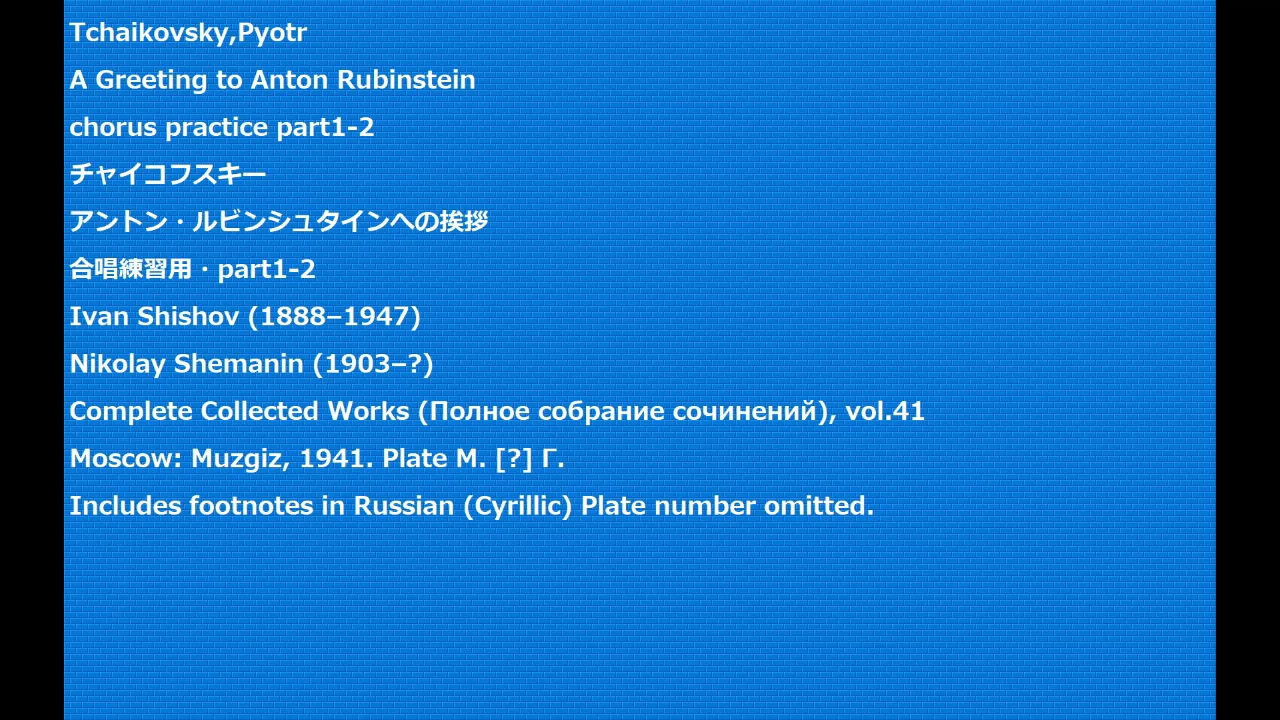 Tchaikovsky,Pyotr
A Greeting to Anton Rubinstein
chorus practice part1-2
チャイコフスキー
アントン・ルビンシュタインへの挨拶
合唱練習用・part1-2
Ivan Shishov (1888–1947)
Nikolay Shemanin (1903–?)
Complete Collected Works (Полное собрание сочинений), vol.41
Moscow: Muzgiz, 1941. Plate M. [?] Г.
Includes footnotes in Russian (Cyrillic) Plate number omitted.